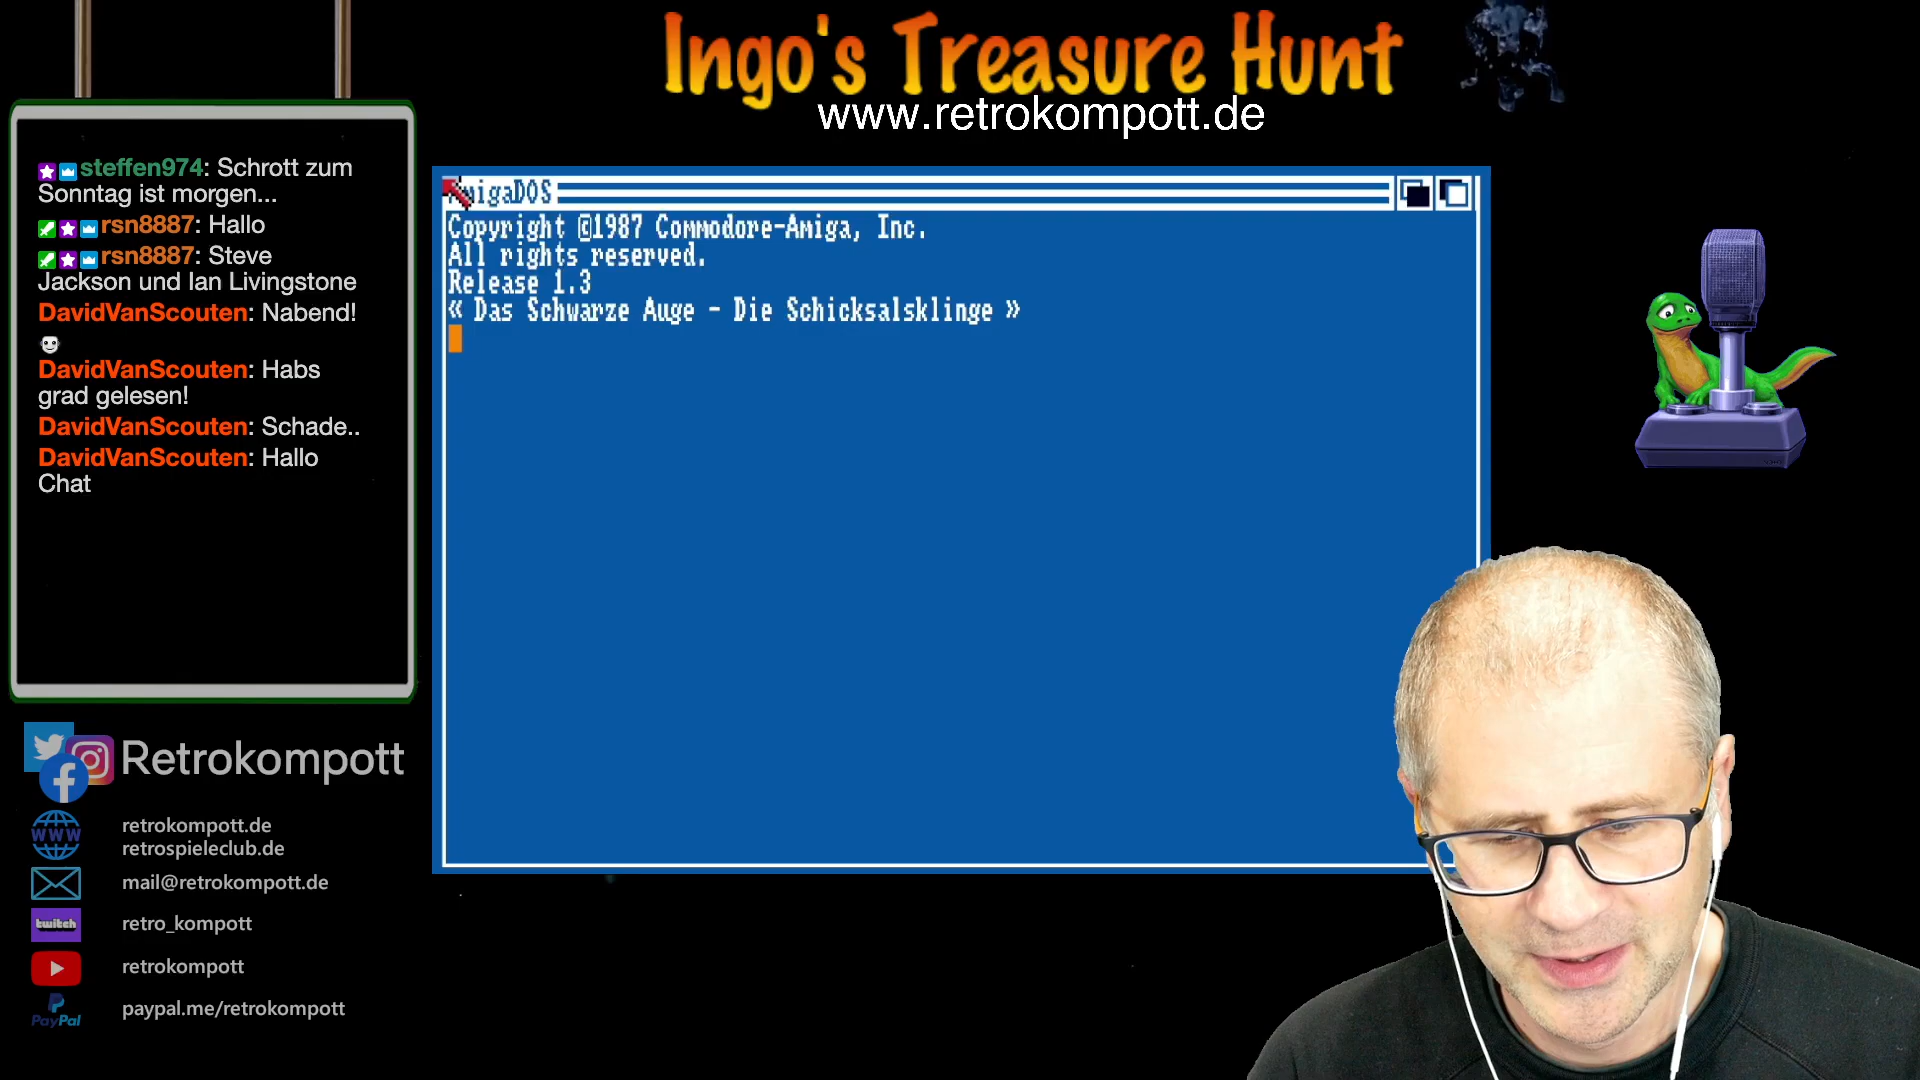 Ingo's Treasure Hunt
www.retrokompott.de
steffen974: Schrott zum
Sonntag ist morgen...
rsn8887: Hallo
rsn8887: Steve
Jackson und Ian Livingstone
DavidVanScouten: Nabend!
DavidVanScouten: Habs
grad gelesen!
DavidVanScouten: Schade..
DavidVanScouten: Hallo
Chat
AmigaDOS
Copyright ©1987 Commodore-Amiga, Inc.
All rights reserved.
Release 1.3
« Das Schwarze Auge - Die Schicksalsklinge »
Retrokompott
WWW
retrokompott.de
retrospieleclub.de
mail@retrokompott.de
twitch
retro_kompott
retrokompott
PayPal
paypal.me/retrokompott